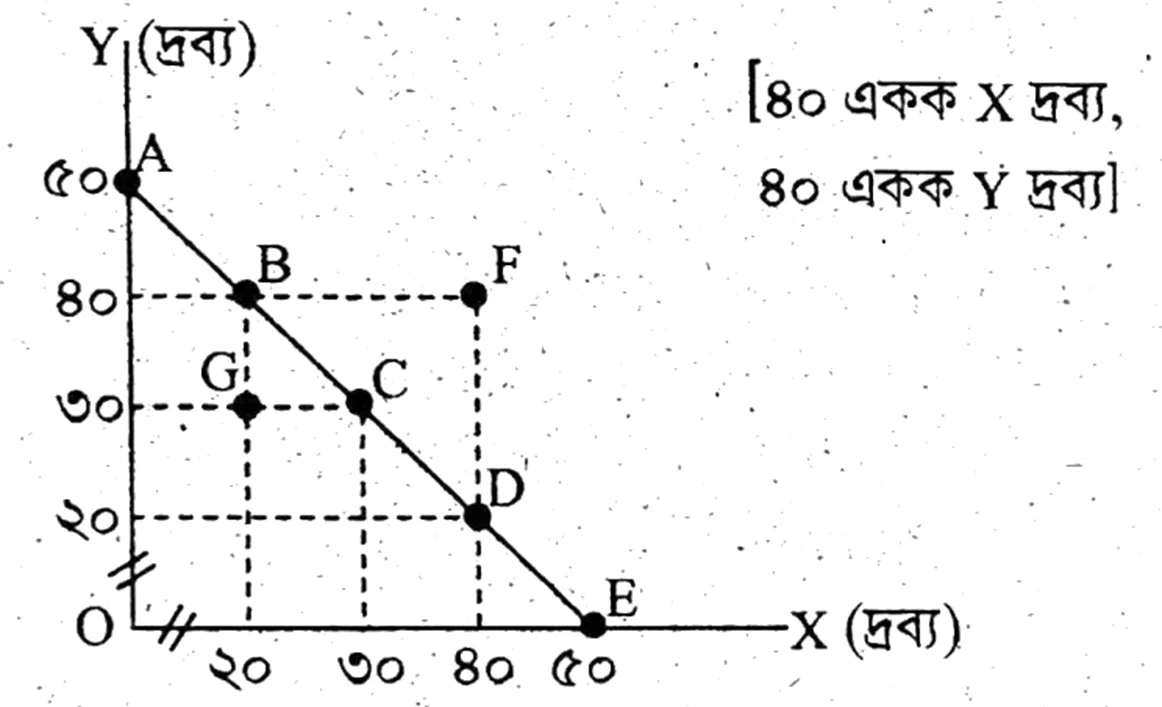 Y (দ্রব্য)
[৪০ একক X দ্রব্য,
৪০ একক Y দ্রব্য]
৫০ A
B F
৪০
G C
৩০
D
২০
E
O X (দ্রব্য)
২০ ৩০ ৪০ ৫০